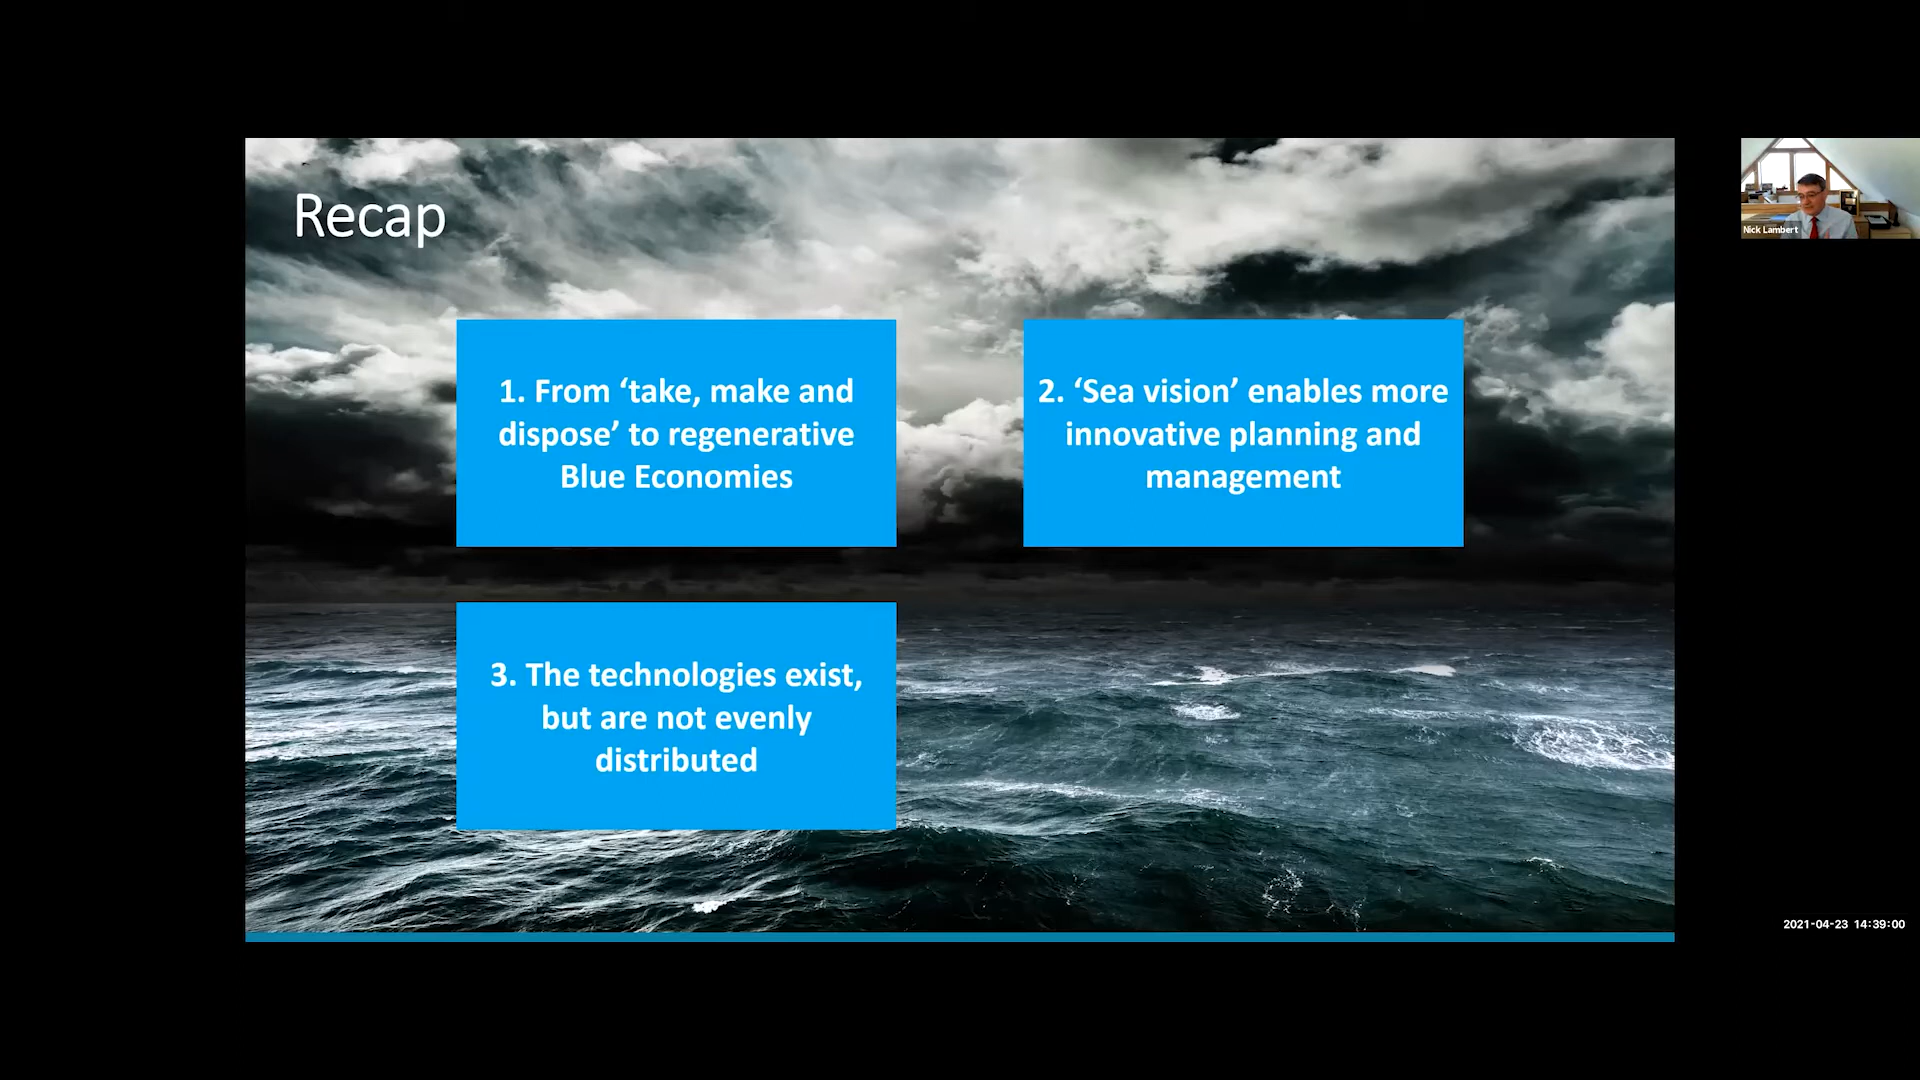 Recap
1. From ‘take, make and
dispose’ to regenerative
Blue Economies
2. ‘Sea vision’ enables more
innovative planning and
management
3. The technologies exist,
but are not evenly
distributed
Nick Lambert
2021-04-23 14:39:00